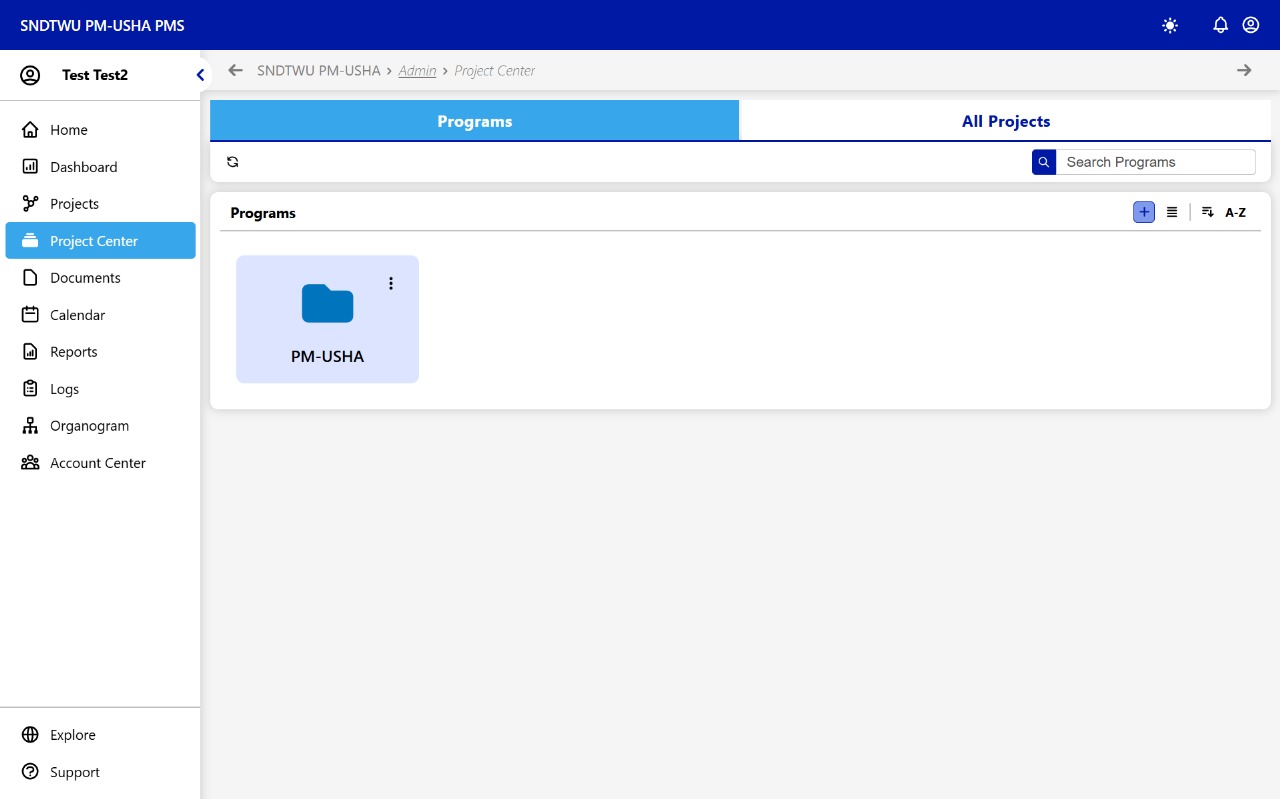 SNDTWU PM-USHA PMS
Test Test2
SNDTWU PM-USHA › Admin › Project Center
Home
Dashboard
Projects
Project Center
Documents
Calendar
Reports
Logs
Organogram
Account Center
Explore
Support
Programs
All Projects
Search Programs
Programs
A-Z
PM-USHA